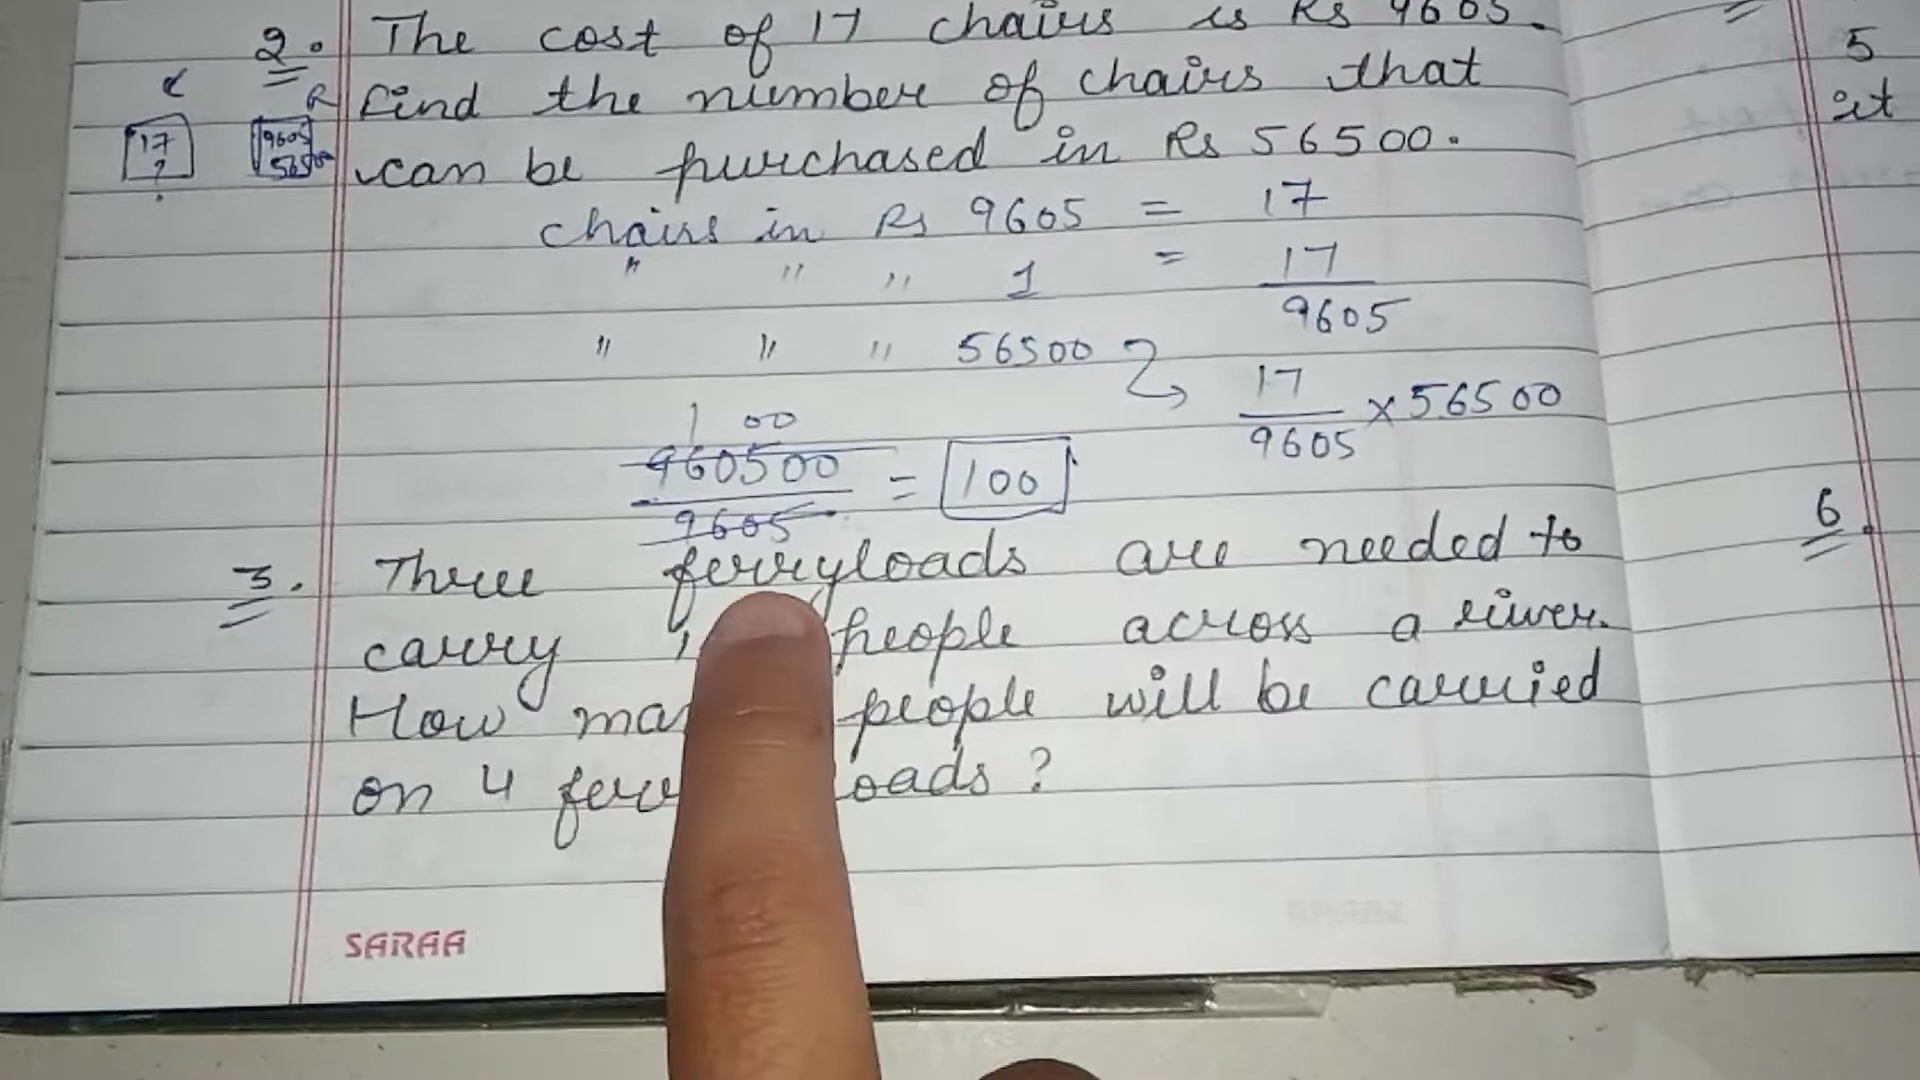 2. The cost of 17 chairs is Rs 9605.
find the number of chairs that
can be purchased in Rs 56500.
C R
17 9605
? 56500
chairs in Rs 9605 = 17
" " " 1 = 17/9605
" " " 56500 → 17/9605 × 56500
1 00
960500/9605 = 100
3. Three ferryloads are needed to
carry people across a river.
How people will be carried
on 4 loads?
SARAA
5
it
6.